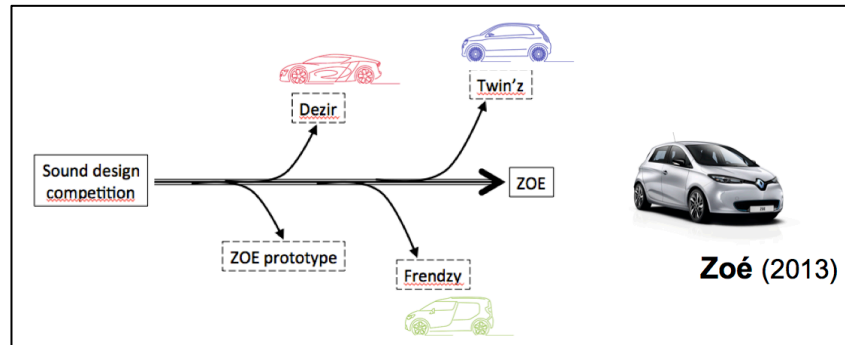 Twin'z
Dezir
Sound design
competition
ZOE
ZOE prototype
Frendzy
Zoé (2013)